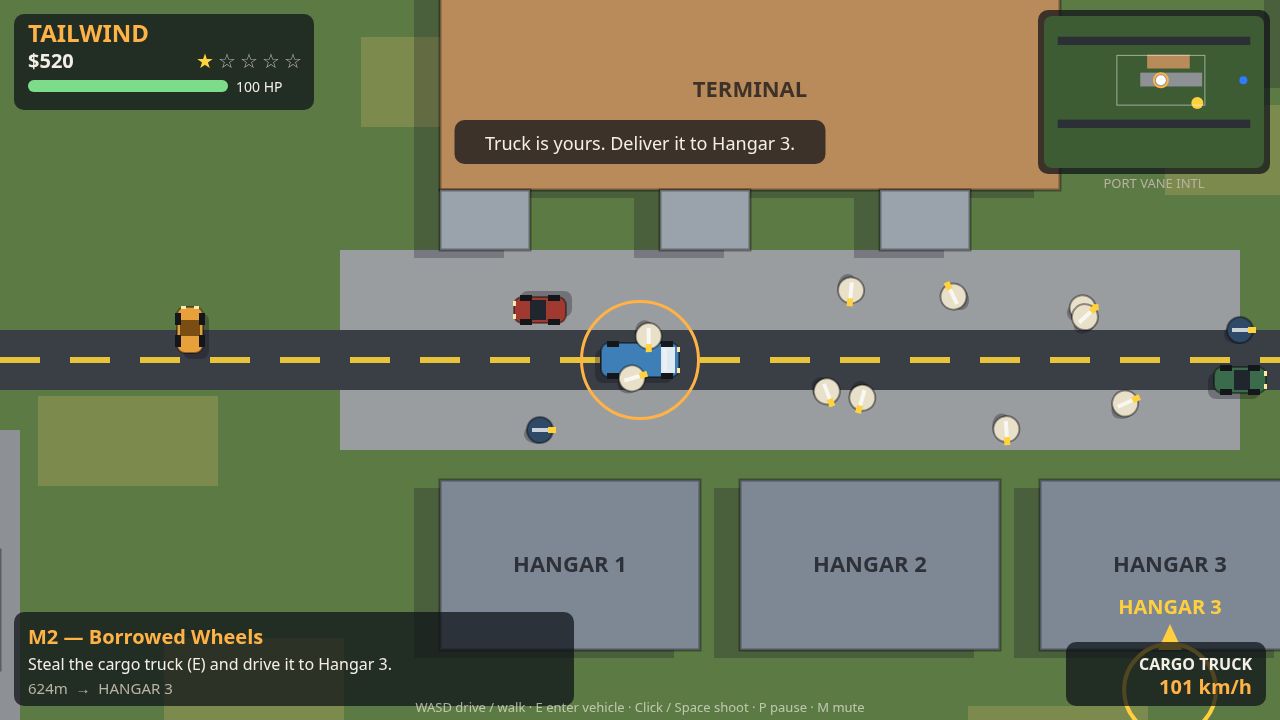 TAILWIND
$520 ★☆☆☆☆
100 HP
TERMINAL
Truck is yours. Deliver it to Hangar 3.
PORT VANE INTL
HANGAR 1
HANGAR 2
HANGAR 3
HANGAR 3
M2 — Borrowed Wheels
Steal the cargo truck (E) and drive it to Hangar 3.
624m → HANGAR 3
CARGO TRUCK
101 km/h
WASD drive / walk · E enter vehicle · Click / Space shoot · P pause · M mute